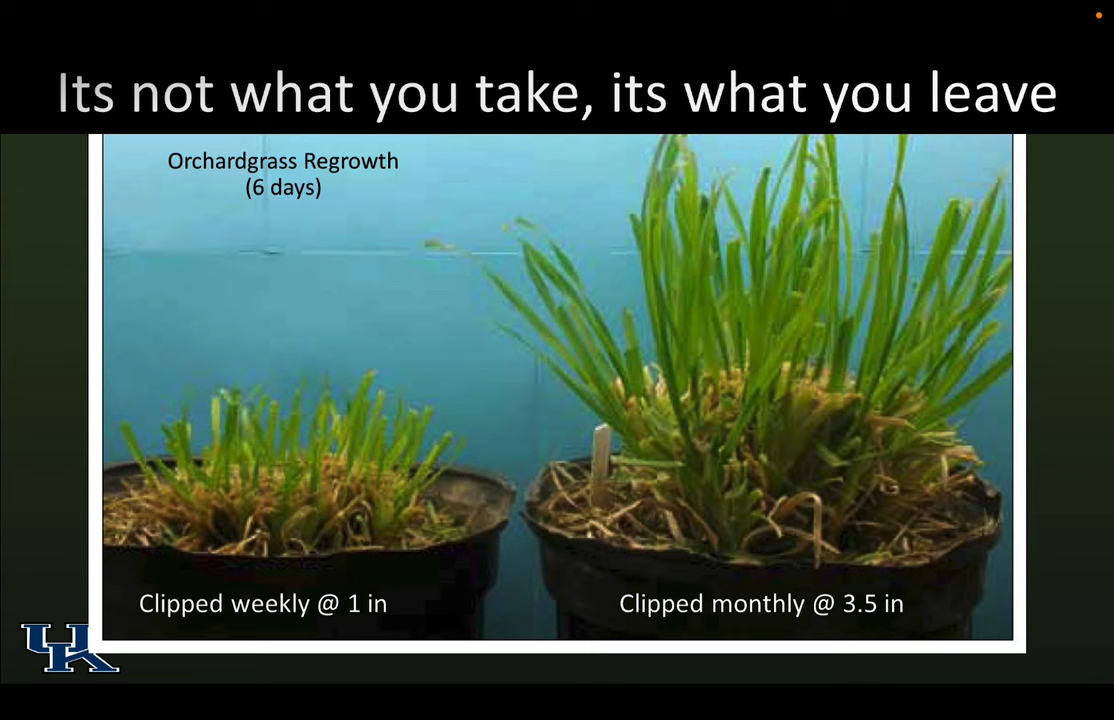 Its not what you take, its what you leave
Orchardgrass Regrowth
(6 days)
Clipped weekly @ 1 in
Clipped monthly @ 3.5 in
UK